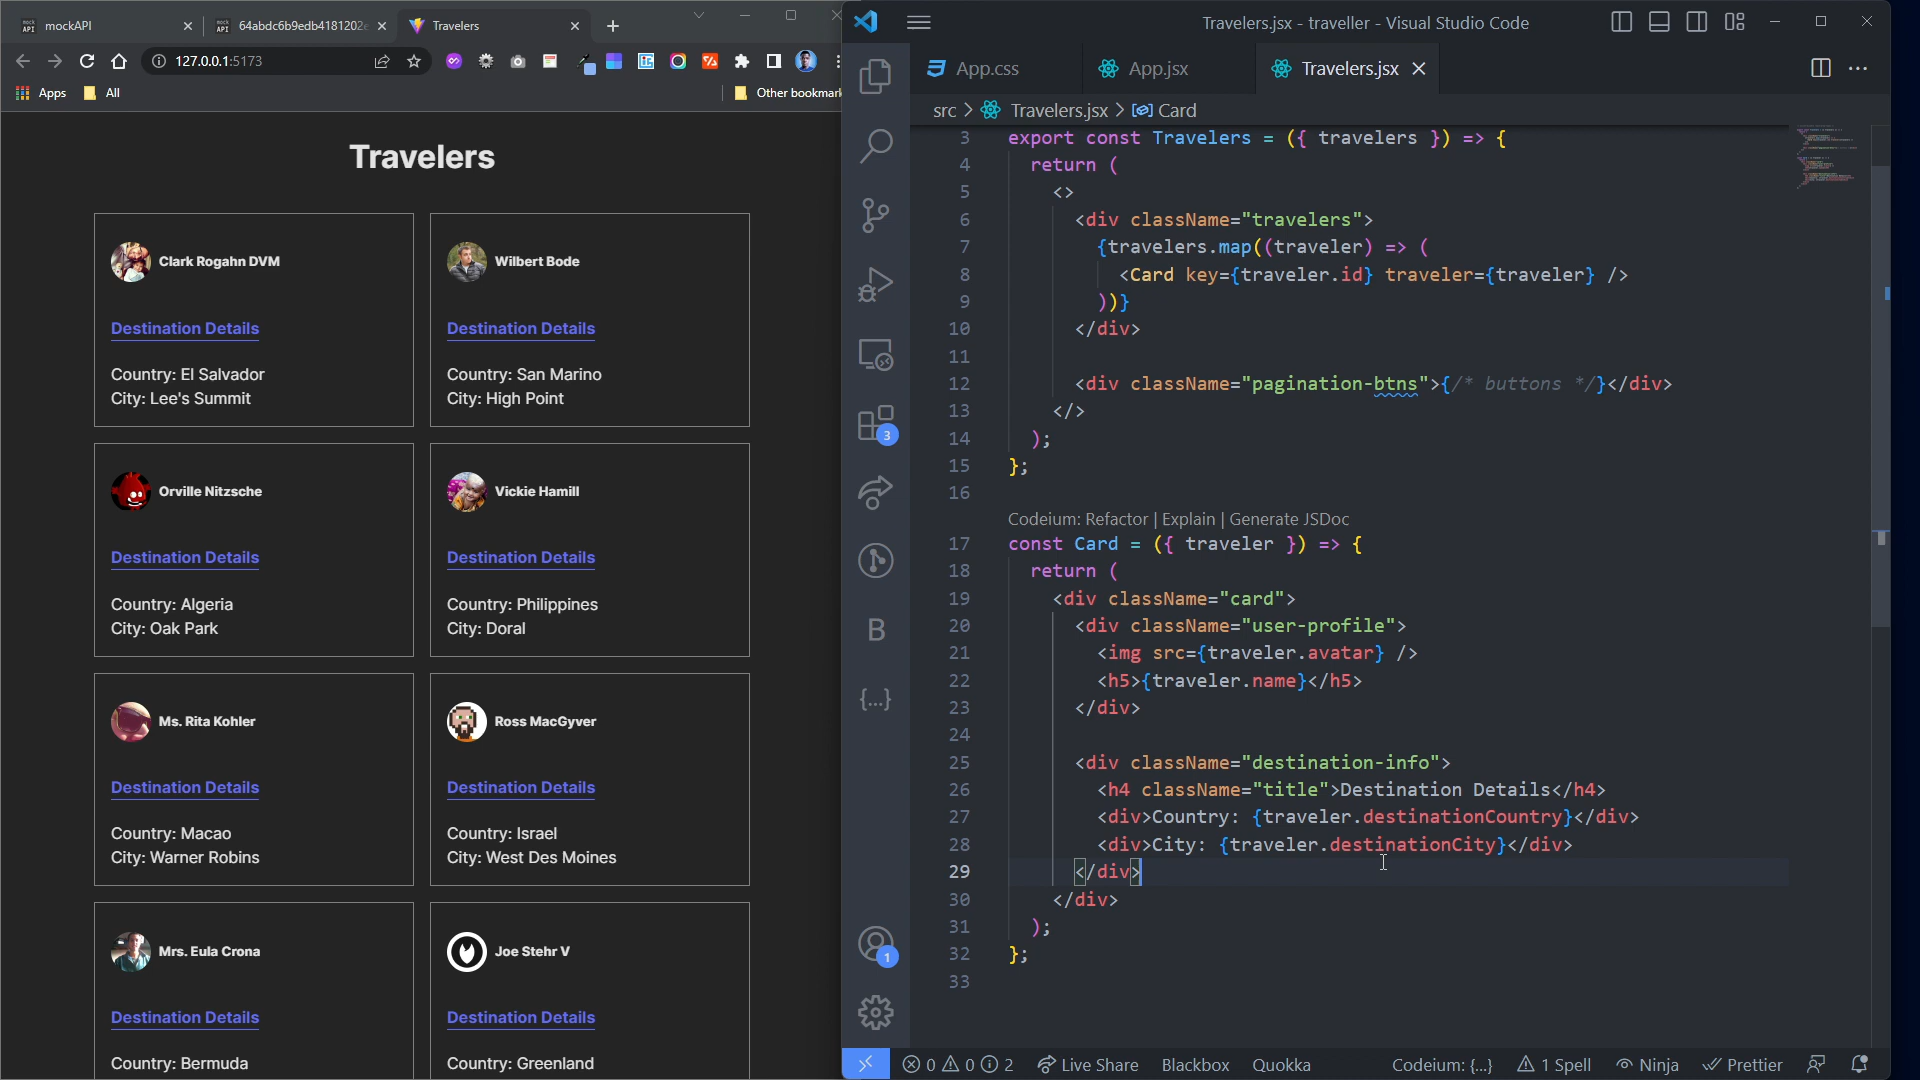 mockAPI
64abdc6b9edb4181202e
Travelers
127.0.0.1:5173
Apps
All
Other bookmark
Travelers
Clark Rogahn DVM
Destination Details
Country: El Salvador
City: Lee's Summit
Wilbert Bode
Destination Details
Country: San Marino
City: High Point
Orville Nitzsche
Destination Details
Country: Algeria
City: Oak Park
Vickie Hamill
Destination Details
Country: Philippines
City: Doral
Ms. Rita Kohler
Destination Details
Country: Macao
City: Warner Robins
Ross MacGyver
Destination Details
Country: Israel
City: West Des Moines
Mrs. Eula Crona
Destination Details
Country: Bermuda
Joe Stehr V
Destination Details
Country: Greenland
Travelers.jsx - traveller - Visual Studio Code
App.css
App.jsx
Travelers.jsx
src > Travelers.jsx > Card
3 export const Travelers = ({ travelers }) => {
4 return (
5 <>
6 <div className="travelers">
7 {travelers.map((traveler) => (
8 <Card key={traveler.id} traveler={traveler} />
9 ))}
10 </div>
11
12 <div className="pagination-btns">{/* buttons */}</div>
13 </>
14 );
15 };
16
Codeium: Refactor | Explain | Generate JSDoc
17 const Card = ({ traveler }) => {
18 return (
19 <div className="card">
20 <div className="user-profile">
21 <img src={traveler.avatar} />
22 <h5>{traveler.name}</h5>
23 </div>
24
25 <div className="destination-info">
26 <h4 className="title">Destination Details</h4>
27 <div>Country: {traveler.destinationCountry}</div>
28 <div>City: {traveler.destinationCity}</div>
29 </div>
30 </div>
31 );
32 };
33
3
B
{...}
1
0 0 2 Live Share Blackbox Quokka Codeium: {...} 1 Spell Ninja Prettier